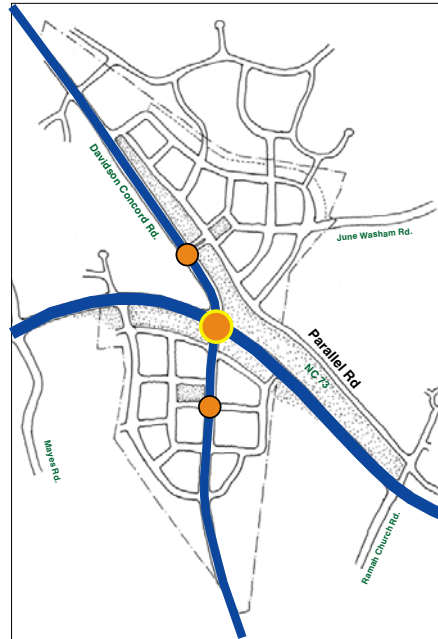 Davidson Concord Rd.
June Washam Rd.
Parallel Rd
NC 73
Mayes Rd.
Ramah Church Rd.